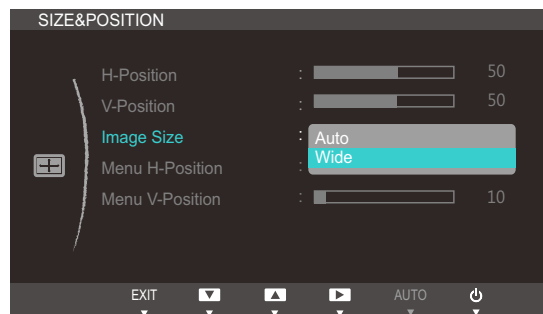 SIZE&POSITION
H-Position : 50
V-Position : 50
Image Size : Auto
Wide
Menu H-Position :
Menu V-Position : 10
EXIT AUTO